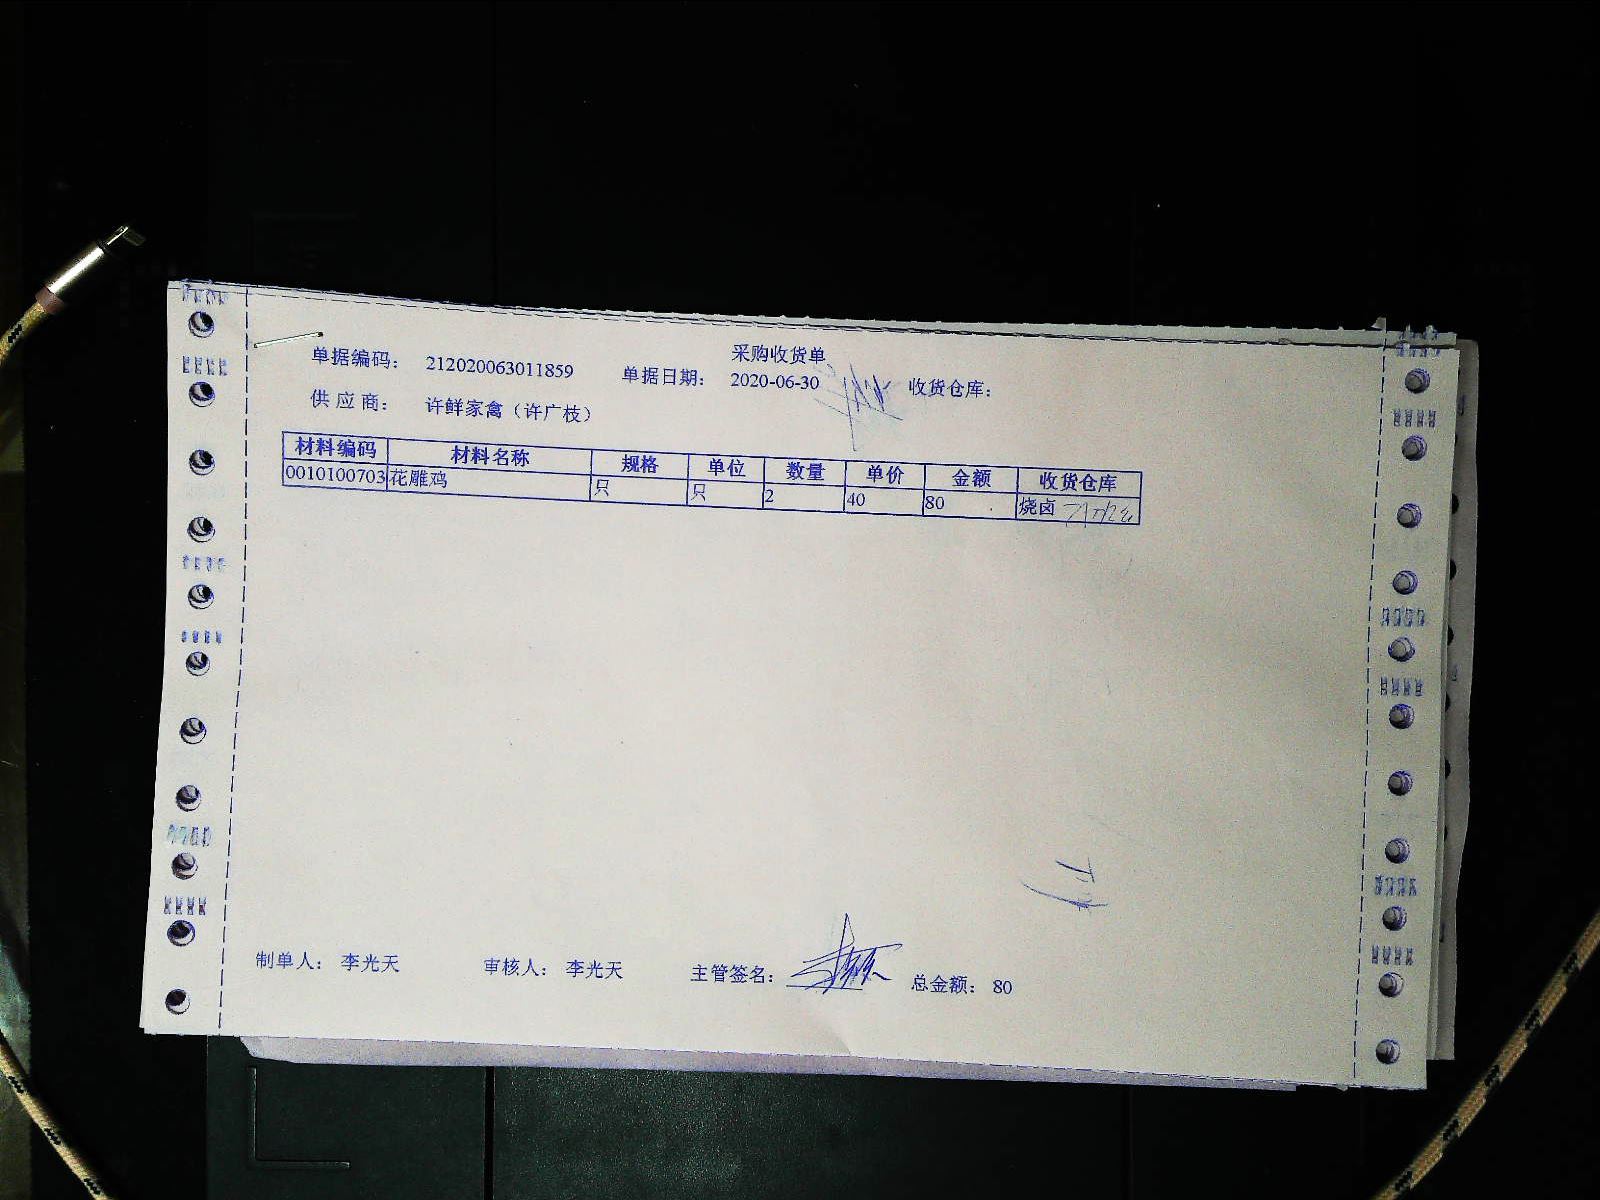 采购收货单
单据编码： 212020063011859 单据日期： 2020-06-30 收货仓库：
供 应 商： 许鲜家禽（许广枝）
材料编码 材料名称 规格 单位 数量 单价 金额 收货仓库
0010100703 花雕鸡 只 只 2 40 80 烧卤
制单人： 李光天 审核人： 李光天 主管签名： 总金额： 80